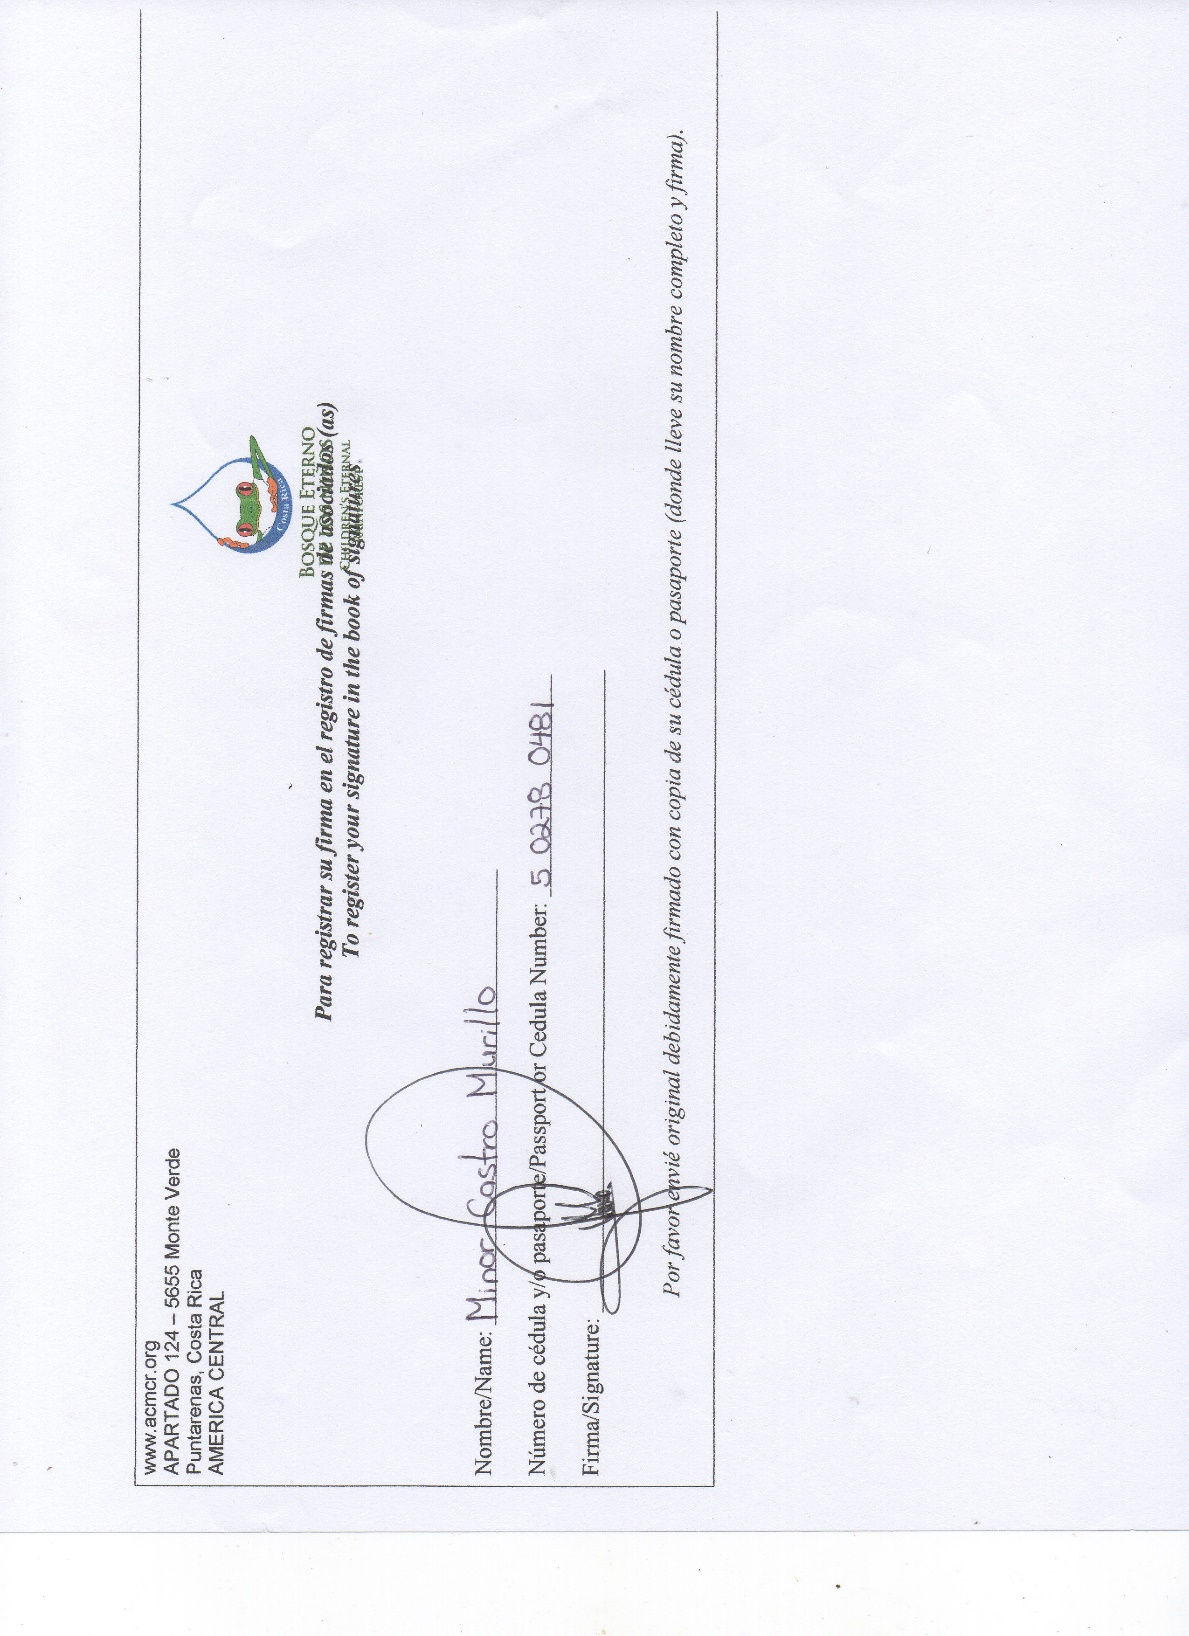 www.acmcr.org
APARTADO 124 – 5655 Monte Verde
Puntarenas, Costa Rica
AMERICA CENTRAL
Costa Rica
BOSQUE ETERNO
CHILDREN'S ETERNAL
Para registrar su firma en el registro de firmas de asociados (as)
To register your signature in the book of signatures
Nombre/Name: Minor Castro Murillo
Número de cédula y/o pasaporte/Passport or Cedula Number: 5 0278 0481
Firma/Signature:
Por favor envié original debidamente firmado con copia de su cédula o pasaporte (donde lleve su nombre completo y firma).